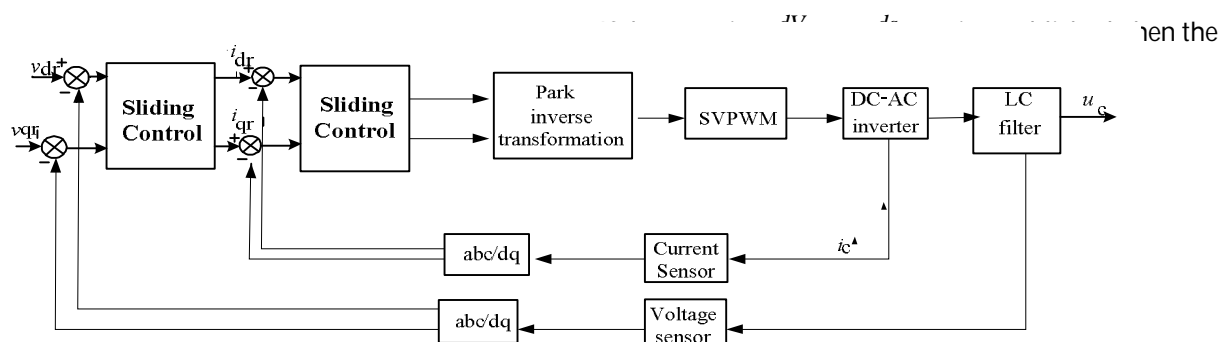 hen the
vdr
+
-
idr
+
-
Sliding
Control
Sliding
Control
Park
inverse
transformation
SVPWM
DC-AC
inverter
LC
filter
u c
vqr
-
iqr
+
-
abc/dq
Current
Sensor
ic
abc/dq
Voltage
sensor